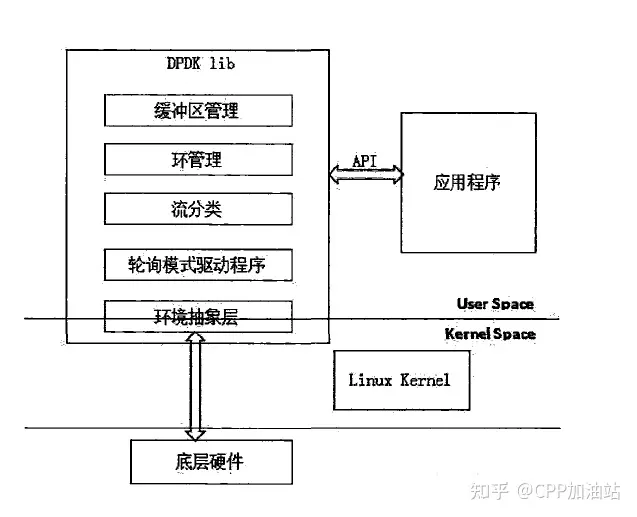 DPDK lib
缓冲区管理
环管理
流分类
轮询模式驱动程序
环境抽象层
API
应用程序
User Space
Kernel Space
Linux Kernel
底层硬件
知乎 @CPP加油站